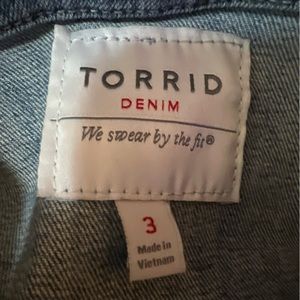 TORRID
DENIM
We swear by the fit®
3
Made in
Vietnam